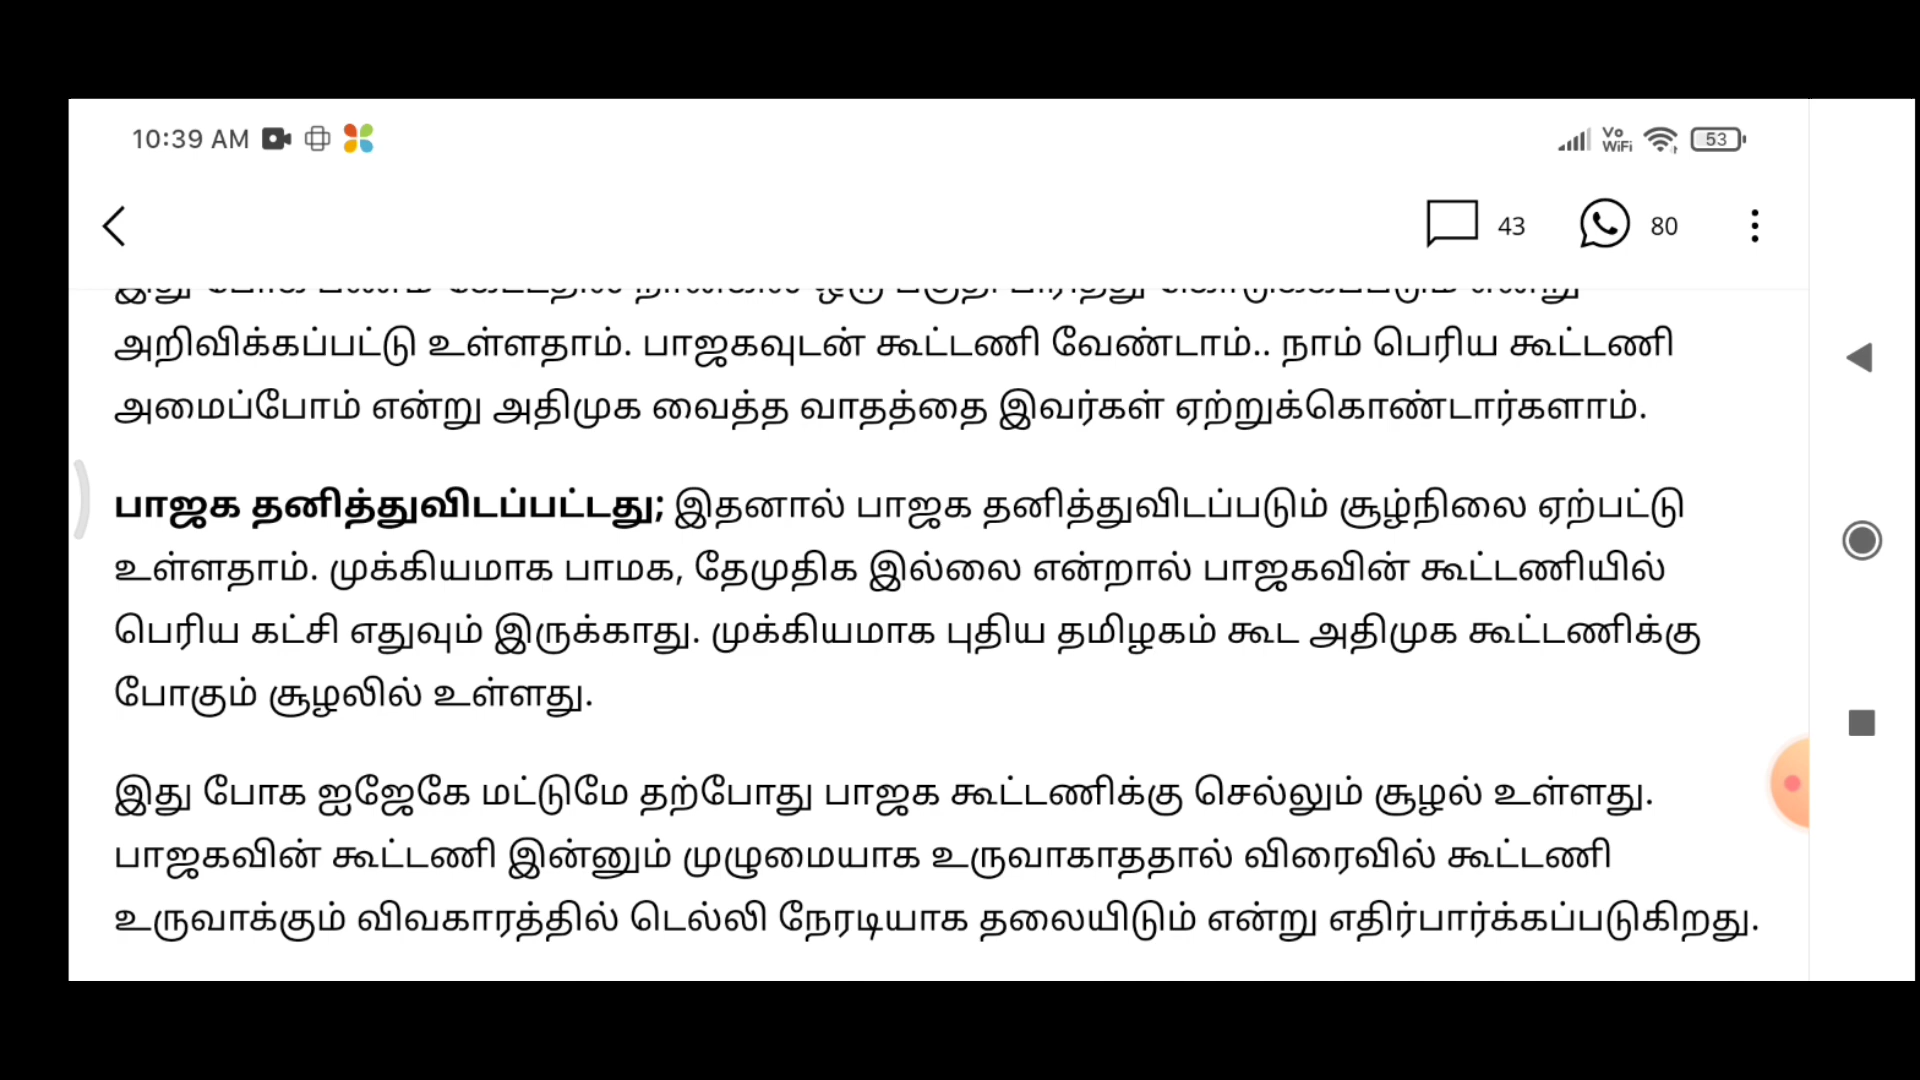 10:39 AM
Vo WiFi 53
43 80
அறிவிக்கப்பட்டு உள்ளதாம். பாஜகவுடன் கூட்டணி வேண்டாம்.. நாம் பெரிய கூட்டணி
அமைப்போம் என்று அதிமுக வைத்த வாதத்தை இவர்கள் ஏற்றுக்கொண்டார்களாம்.
பாஜக தனித்துவிடப்பட்டது; இதனால் பாஜக தனித்துவிடப்படும் சூழ்நிலை ஏற்பட்டு
உள்ளதாம். முக்கியமாக பாமக, தேமுதிக இல்லை என்றால் பாஜகவின் கூட்டணியில்
பெரிய கட்சி எதுவும் இருக்காது. முக்கியமாக புதிய தமிழகம் கூட அதிமுக கூட்டணிக்கு
போகும் சூழலில் உள்ளது.
இது போக ஐஜேகே மட்டுமே தற்போது பாஜக கூட்டணிக்கு செல்லும் சூழல் உள்ளது.
பாஜகவின் கூட்டணி இன்னும் முழுமையாக உருவாகாததால் விரைவில் கூட்டணி
உருவாக்கும் விவகாரத்தில் டெல்லி நேரடியாக தலையிடும் என்று எதிர்பார்க்கப்படுகிறது.